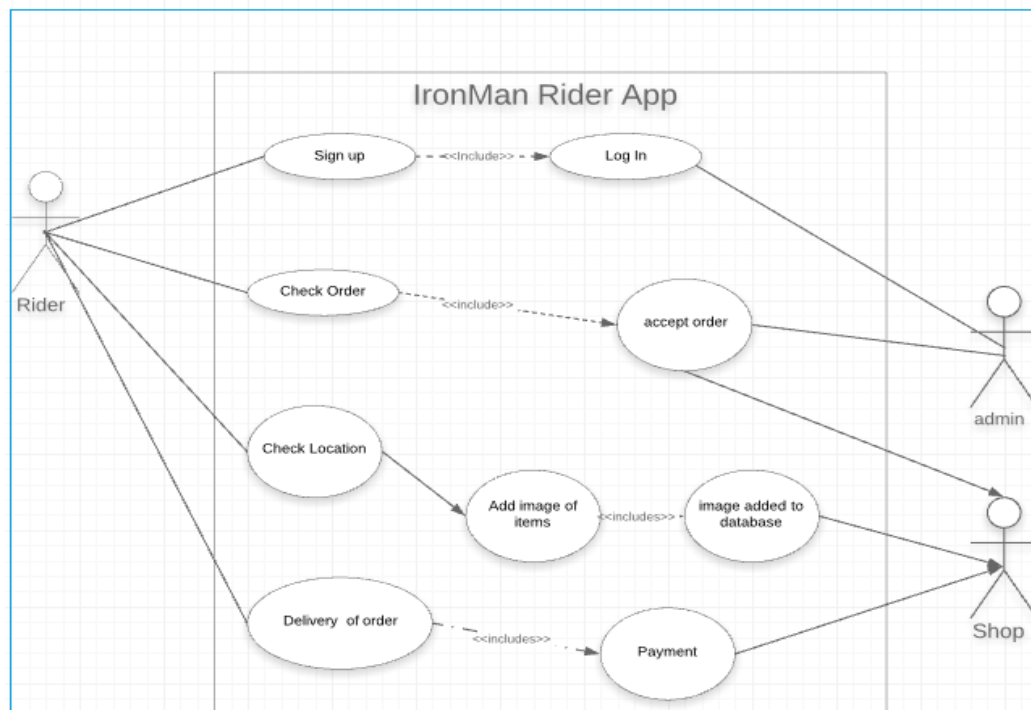 IronMan Rider App
Sign up
<<Include>>
Log In
Rider
Check Order
<<include>>
accept order
admin
Check Location
Add image of
items
<<includes>>
image added to
database
Delivery of order
<<includes>>
Payment
Shop